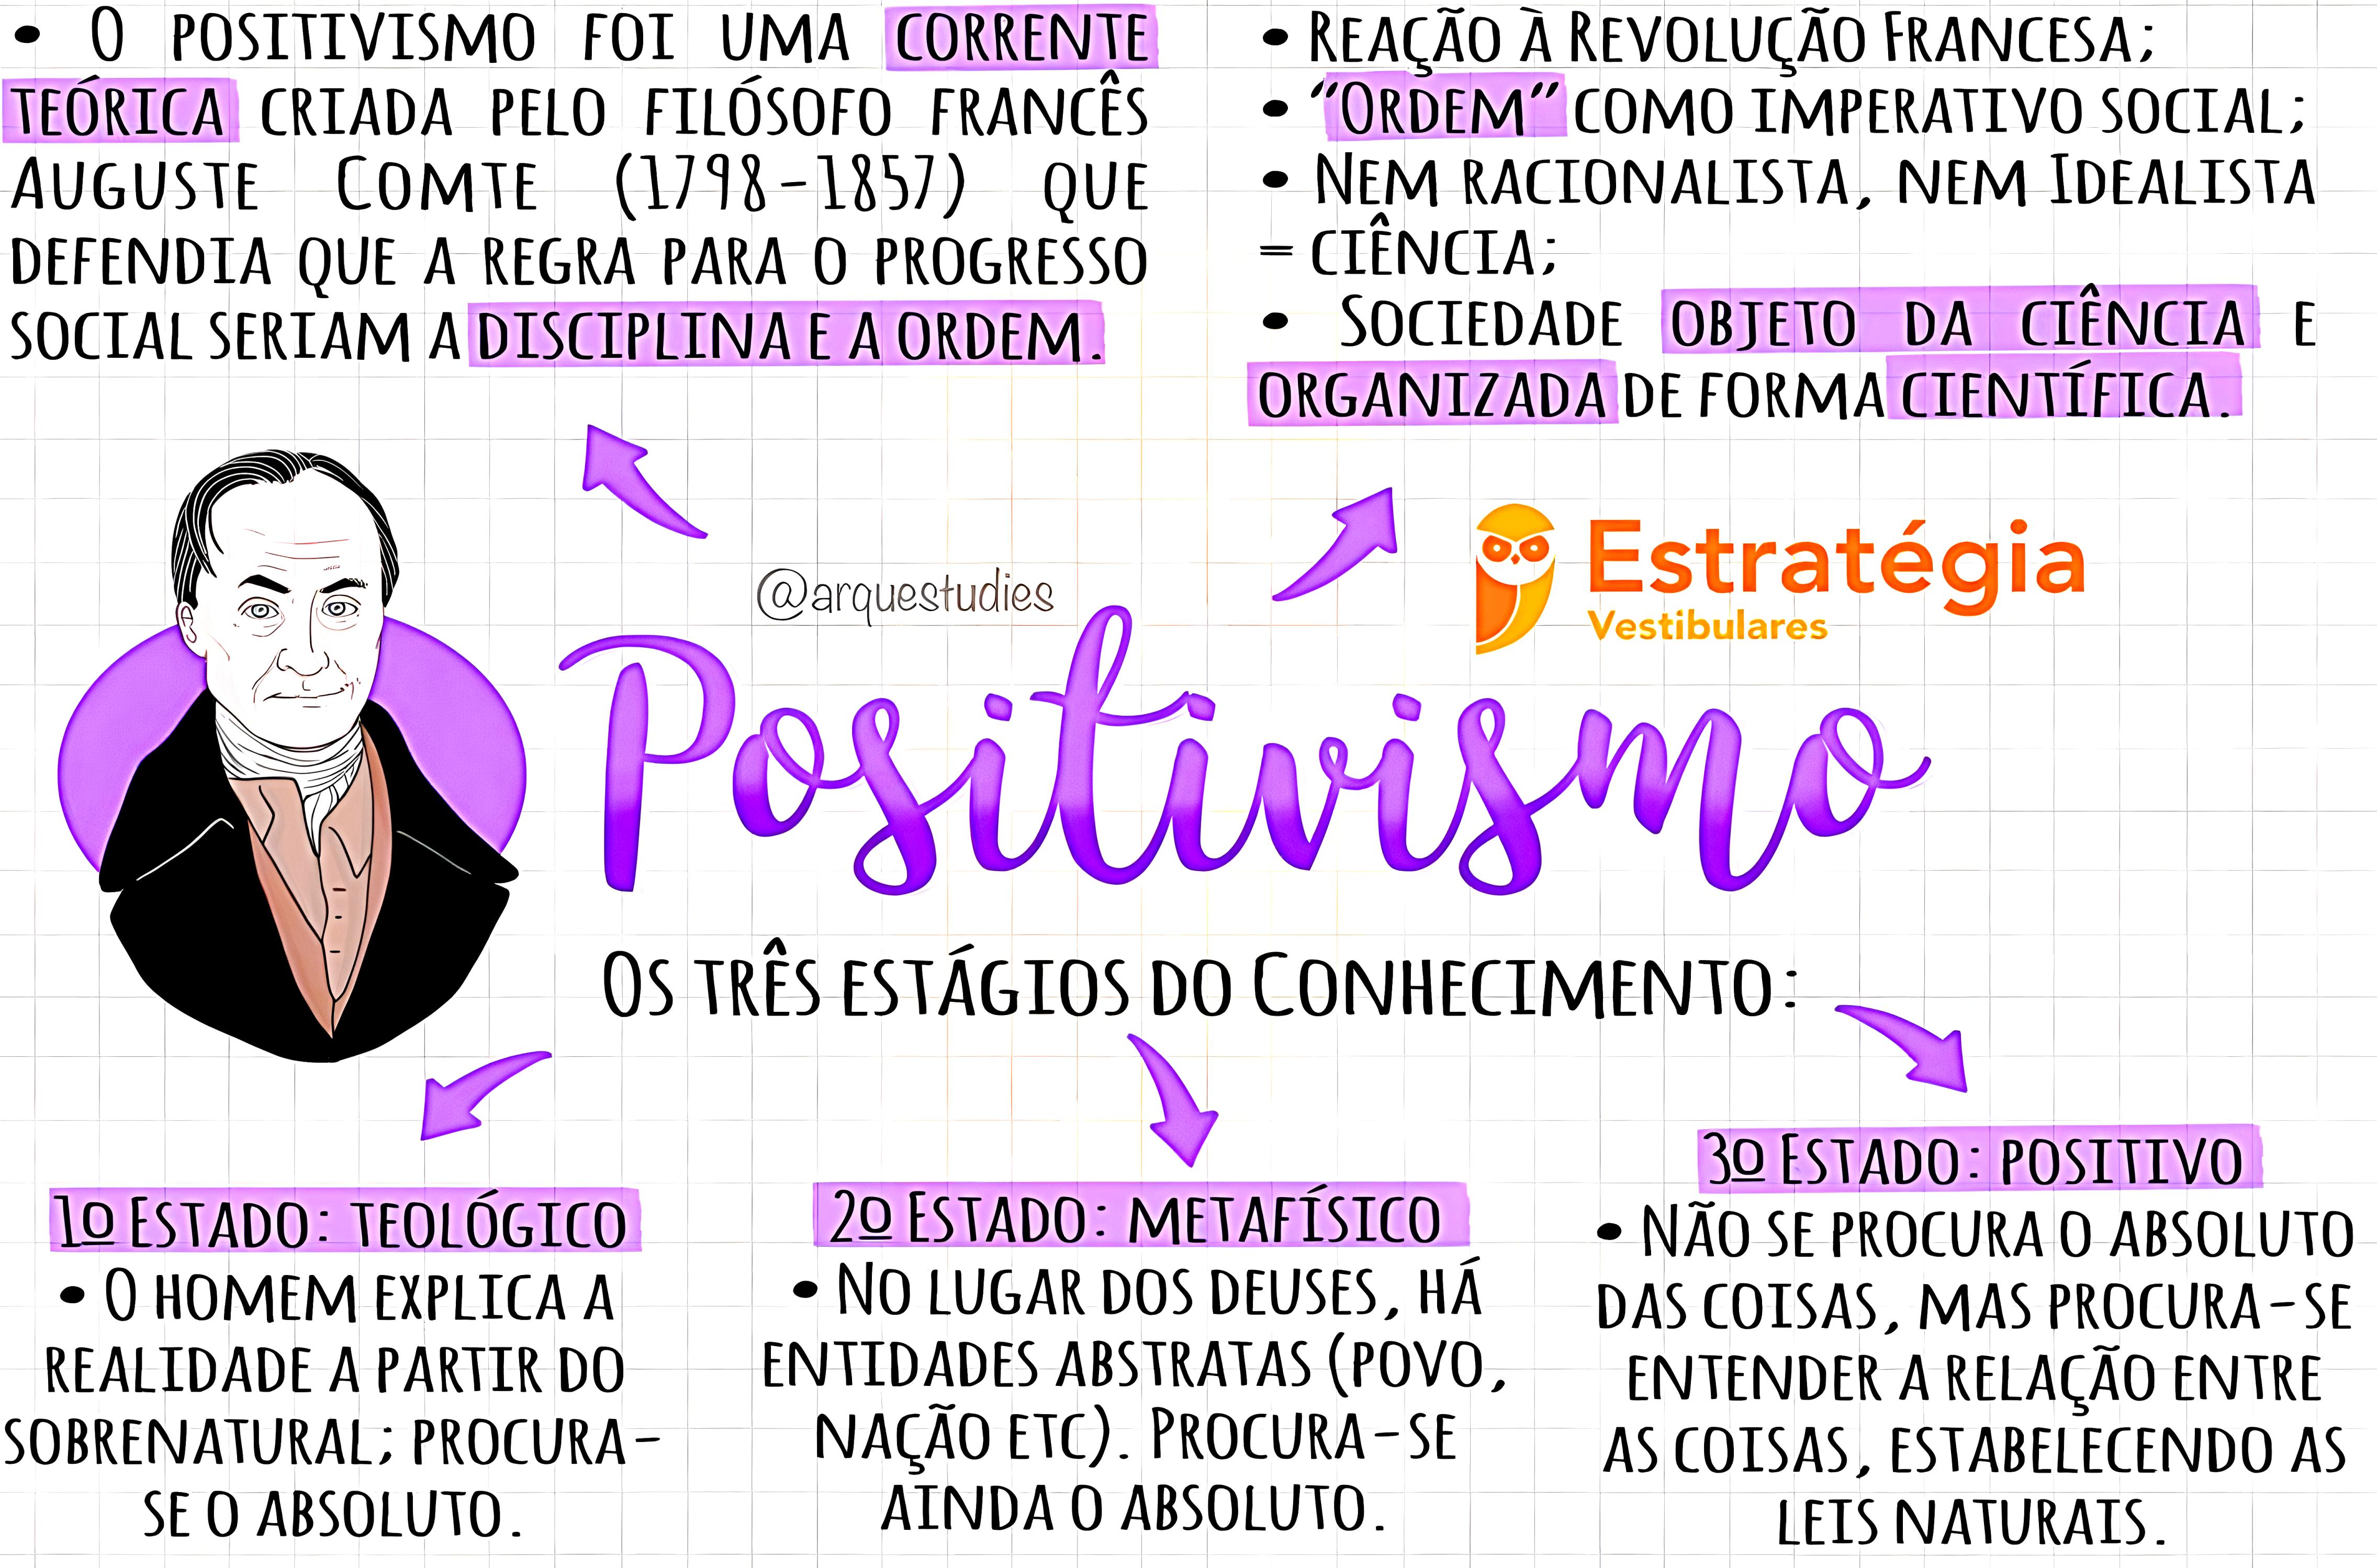 • O positivismo foi uma corrente
teórica criada pelo filósofo francês
Auguste Comte (1798-1857) que
defendia que a regra para o progresso
social seriam a disciplina e a ordem.
• Reação à Revolução Francesa;
• "Ordem" como imperativo social;
• Nem racionalista, nem Idealista
= ciência;
• Sociedade objeto da ciência e
organizada de forma científica.
Estratégia
Vestibulares
@arquestudies
Positivismo
Os três estágios do Conhecimento:
1º Estado: teológico
• O homem explica a
realidade a partir do
sobrenatural; procura-
se o absoluto.
2º Estado: metafísico
• No lugar dos deuses, há
entidades abstratas (povo,
nação etc). Procura-se
ainda o absoluto.
3º Estado: positivo
• Não se procura o absoluto
das coisas, mas procura-se
entender a relação entre
as coisas, estabelecendo as
leis naturais.